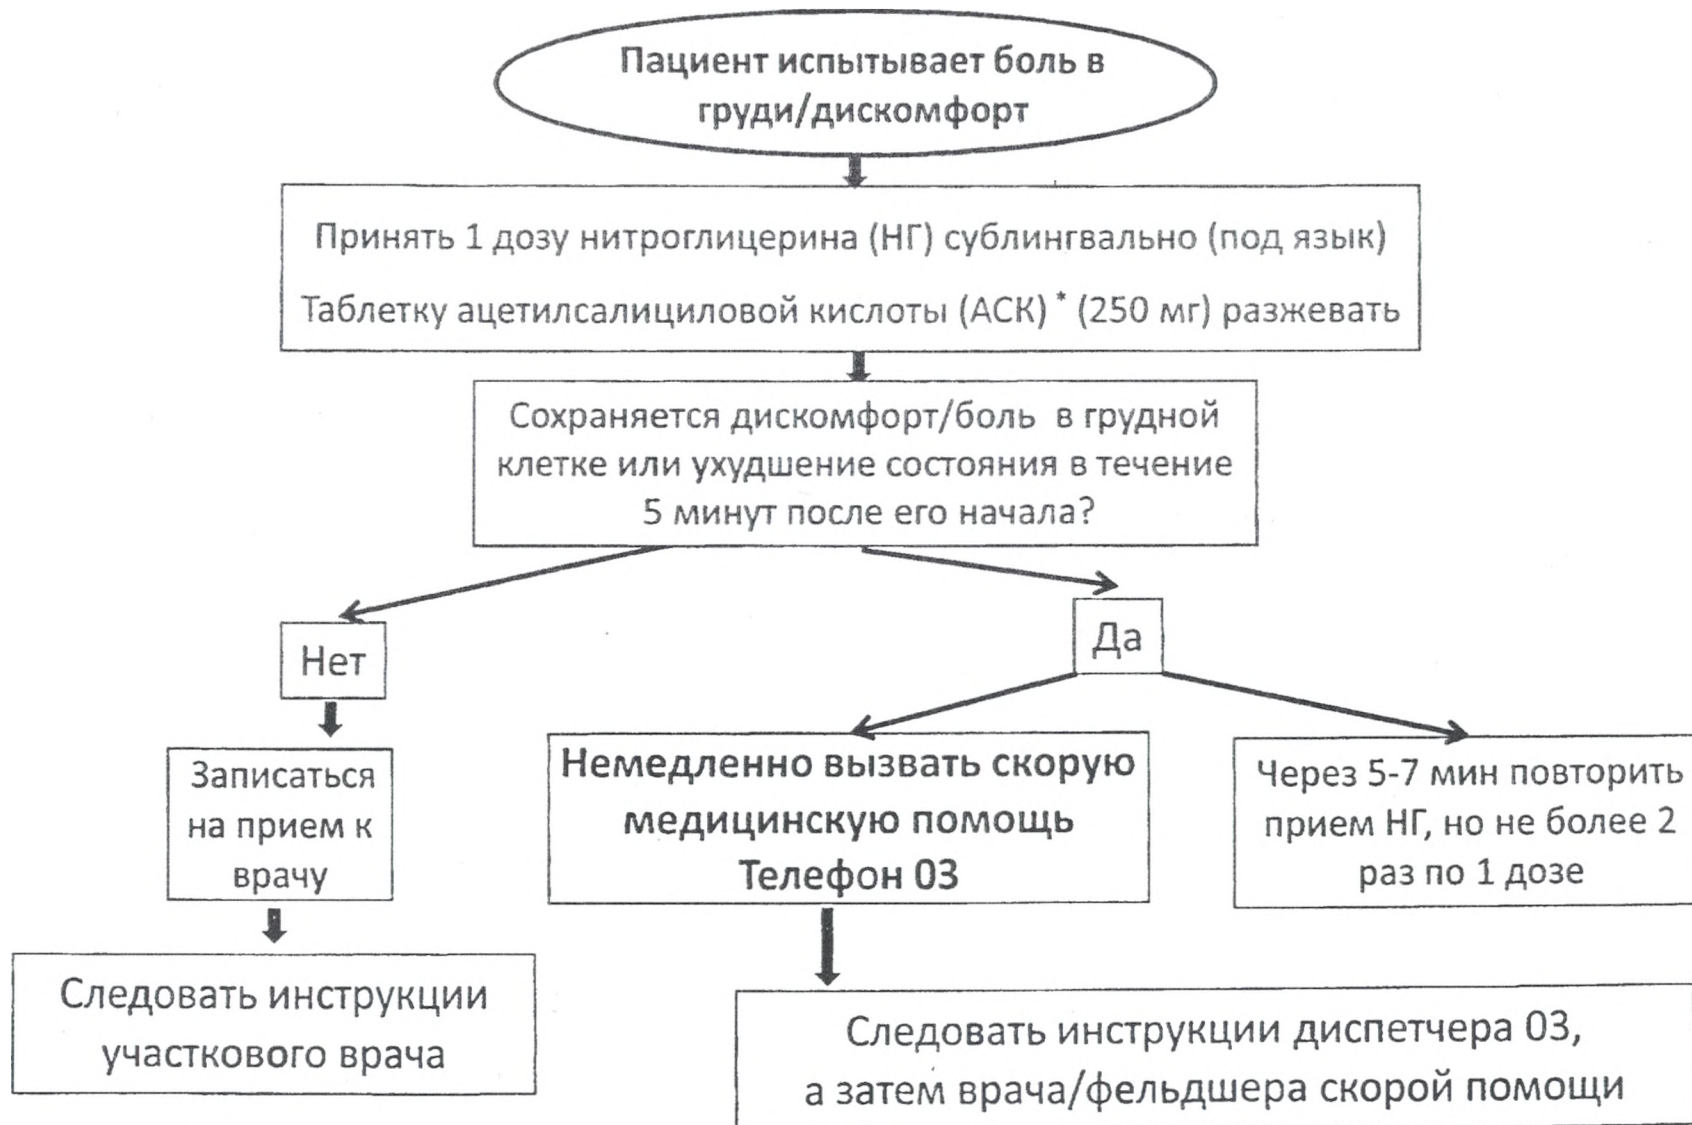 Пациент испытывает боль в
груди/дискомфорт
Принять 1 дозу нитроглицерина (НГ) сублингвально (под язык)
Таблетку ацетилсалициловой кислоты (АСК) * (250 мг) разжевать
Сохраняется дискомфорт/боль в грудной
клетке или ухудшение состояния в течение
5 минут после его начала?
Нет
Да
Записаться
на прием к
врачу
Немедленно вызвать скорую
медицинскую помощь
Телефон 03
Через 5-7 мин повторить
прием НГ, но не более 2
раз по 1 дозе
Следовать инструкции
участкового врача
Следовать инструкции диспетчера 03,
а затем врача/фельдшера скорой помощи